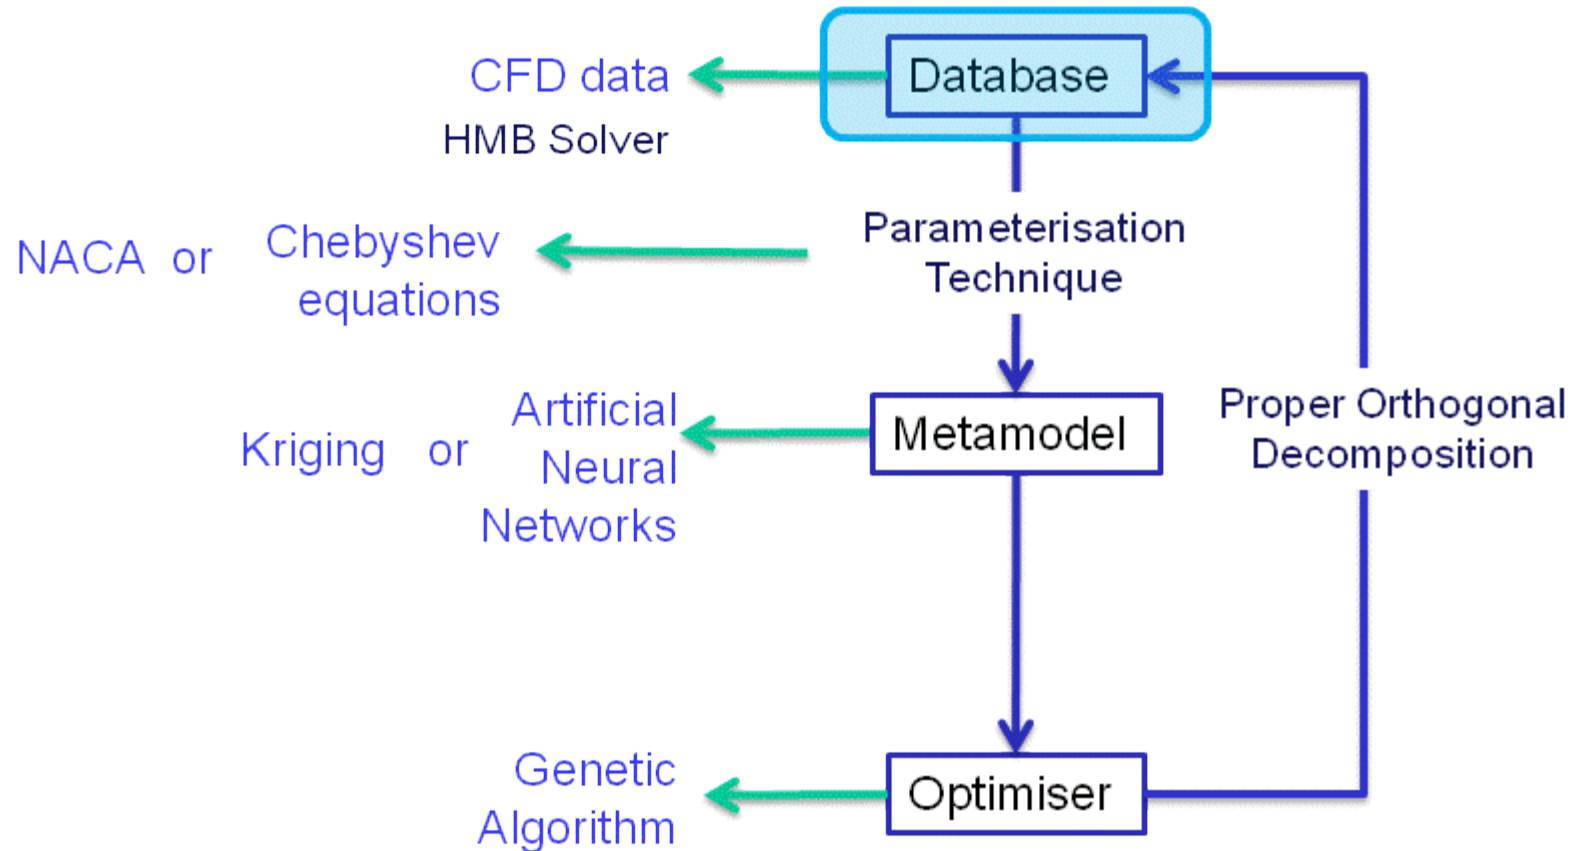 CFD data
Database
HMB Solver
Parameterisation
Technique
NACA or Chebyshev
equations
Artificial
Kriging or Neural
Networks
Metamodel
Proper Orthogonal
Decomposition
Genetic
Algorithm
Optimiser